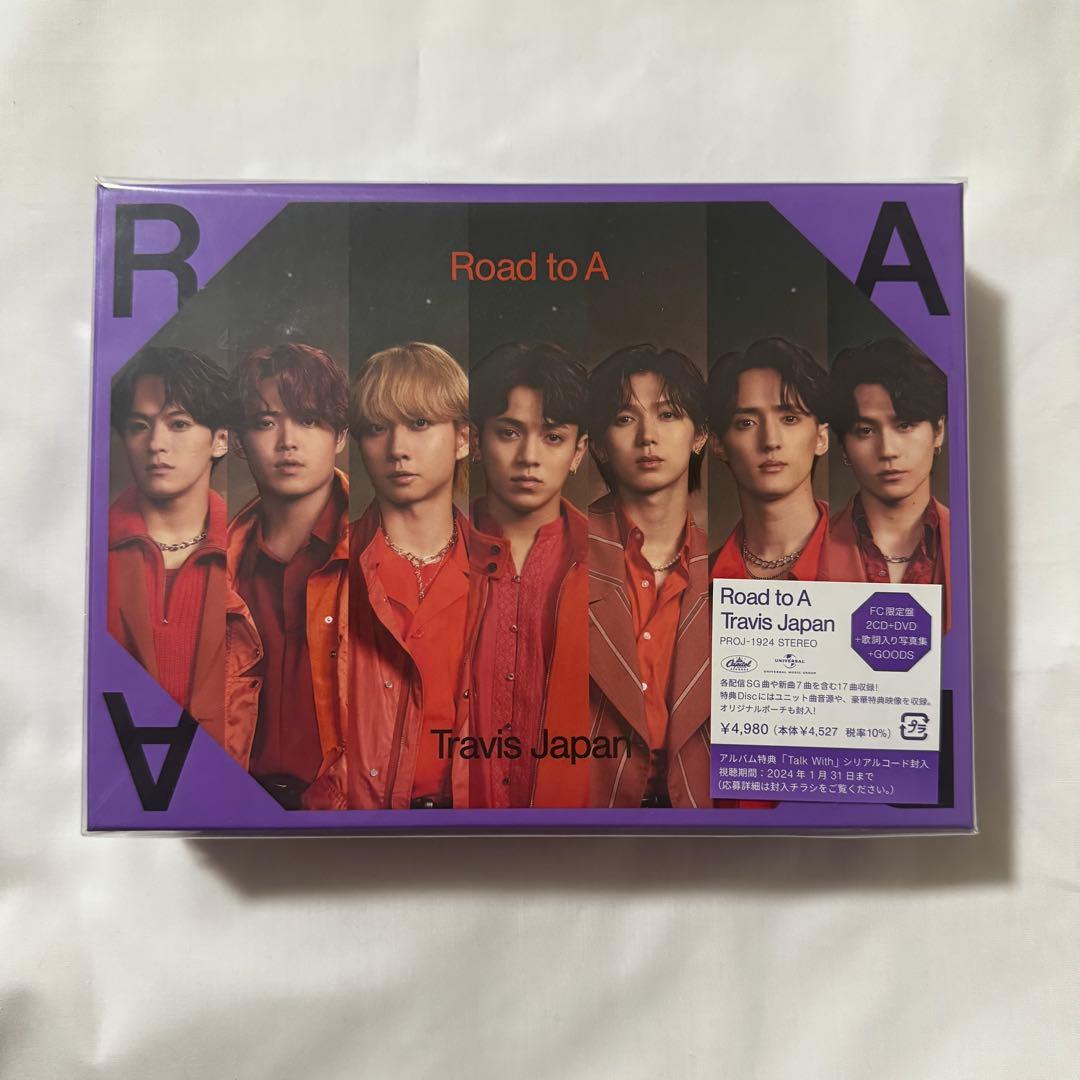 R
A
Road to A
Road to A
Travis Japan
PROJ-1924 STEREO
FC限定盤
2CD+DVD
+歌詞入り写真集
+GOODS
Capitol
UNIVERSAL
UNIVERSAL MUSIC GROUP
各配信SG曲や新曲7曲を含む17曲収録!
特典Discにはユニット曲音源や、豪華特典映像を収録。
オリジナルポーチも封入!
¥4,980(本体¥4,527 税率10%)
プラ
アルバム特典「Talk With」シリアルコード封入
視聴期間:2024年1月31日まで
(応募詳細は封入チラシをご覧ください。)
Travis Japan
A